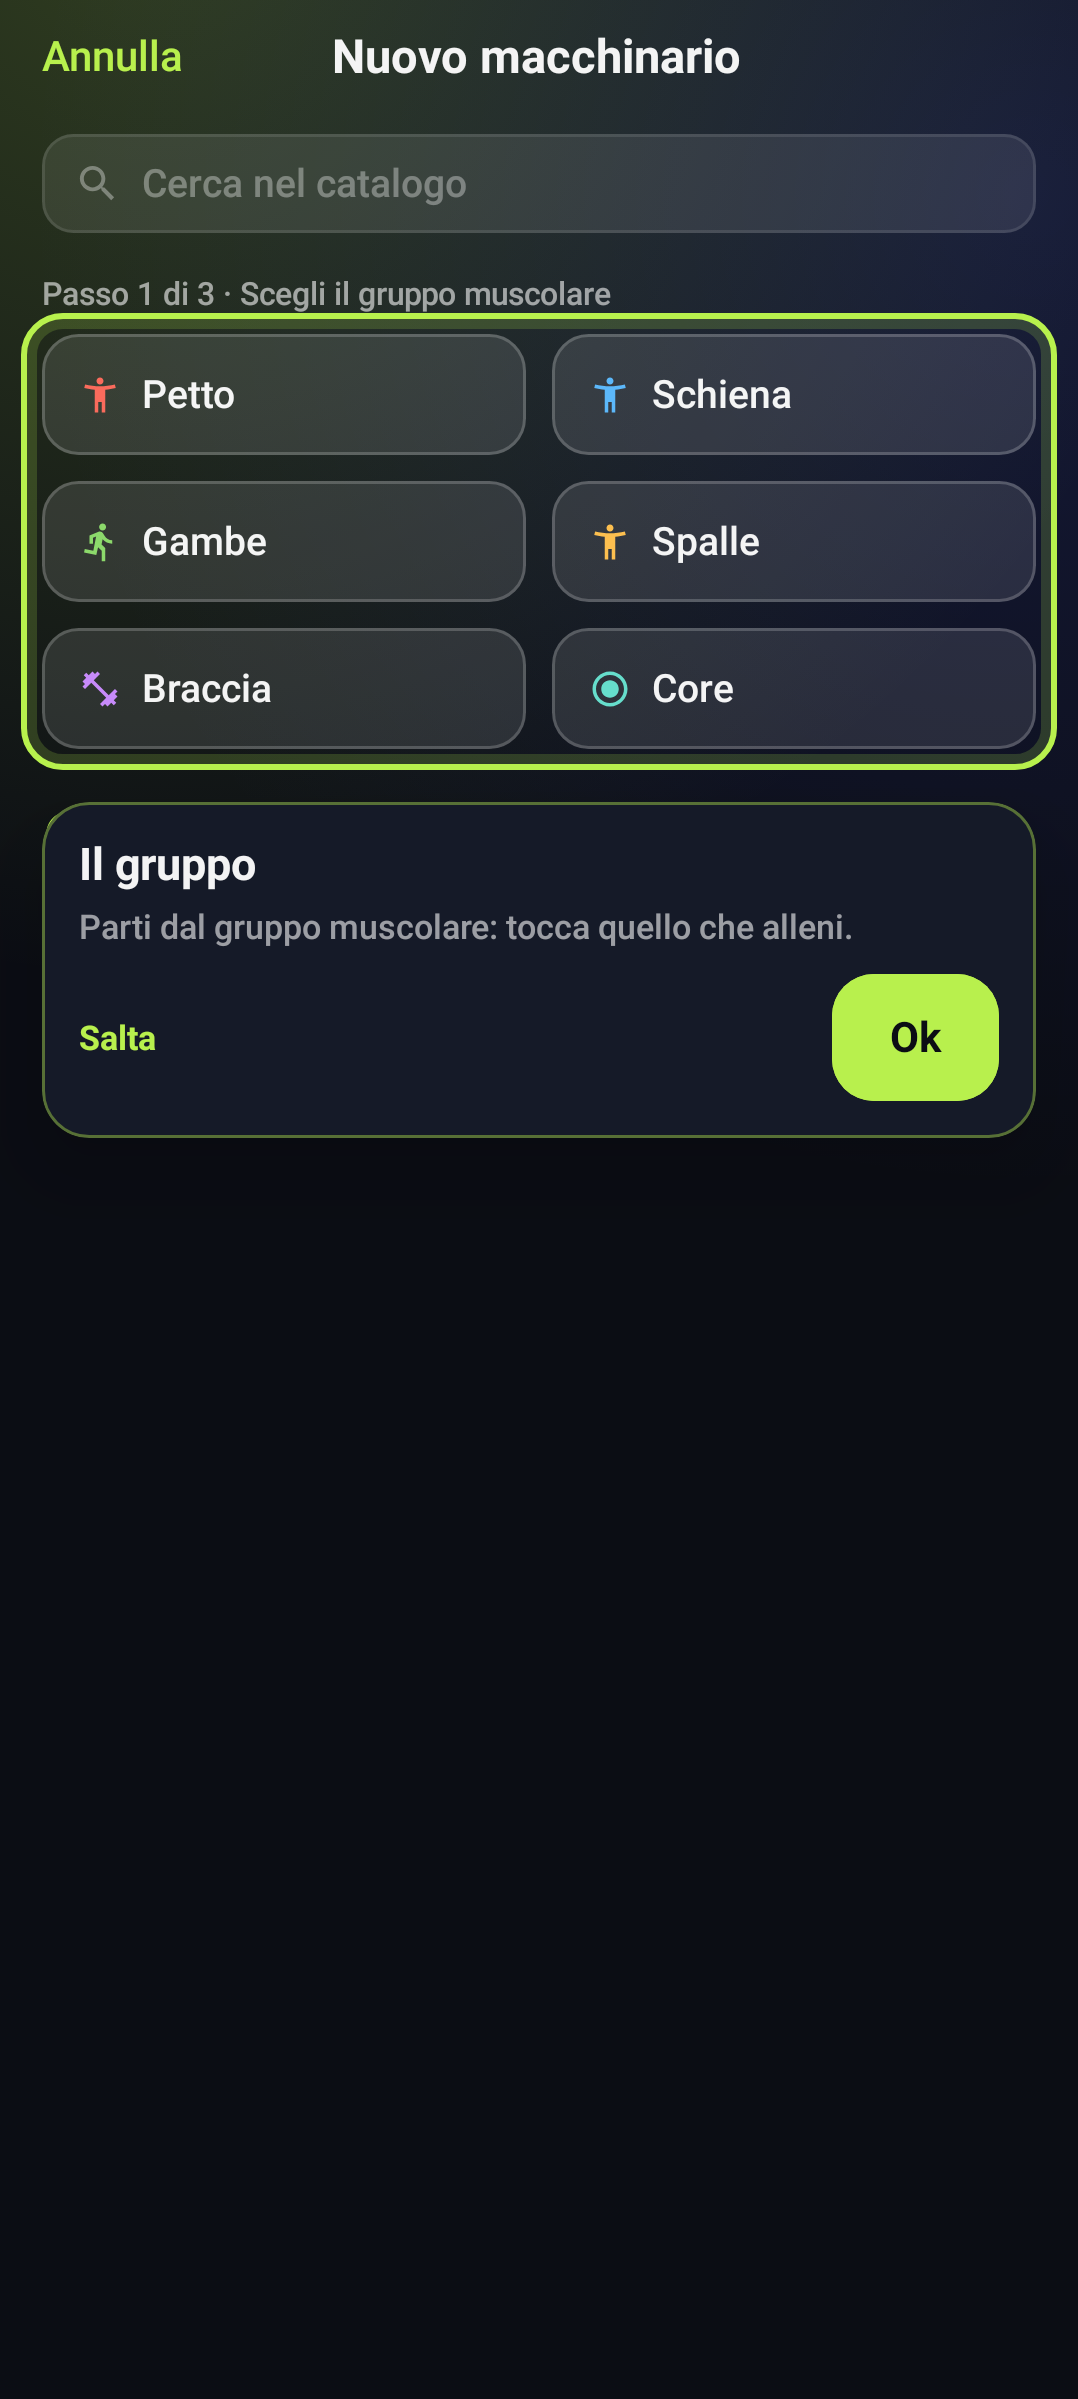 Annulla
Nuovo macchinario
Cerca nel catalogo
Passo 1 di 3 · Scegli il gruppo muscolare
Petto
Schiena
Gambe
Spalle
Braccia
Core
Il gruppo
Parti dal gruppo muscolare: tocca quello che alleni.
Salta
Ok